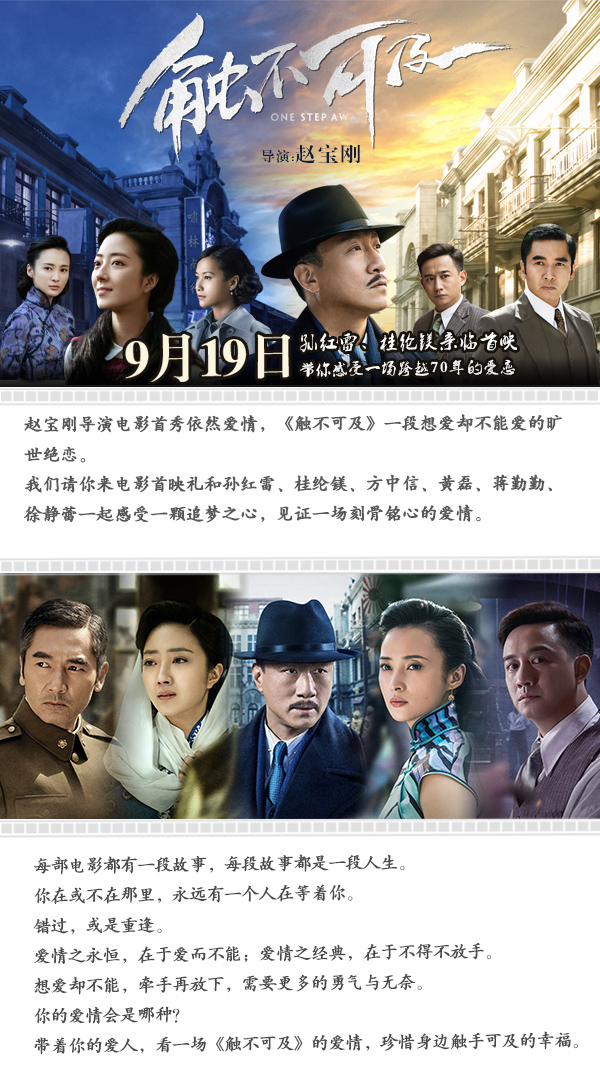 触不可及
ONE STEP AWAY
导演:赵宝刚
9月19日
孙红雷、桂纶镁亲临首映
带你感受一场跨越70年的爱恋
赵宝刚导演电影首秀依然爱情，《触不可及》一段想爱却不能爱的旷
世绝恋。
我们请你来电影首映礼和孙红雷、桂纶镁、方中信、黄磊、蒋勤勤、
徐静蕾一起感受一颗追梦之心，见证一场刻骨铭心的爱情。
每部电影都有一段故事，每段故事都是一段人生。
你在或不在那里，永远有一个人在等着你。
错过，或是重逢。
爱情之永恒，在于爱而不能；爱情之经典，在于不得不放手。
想爱却不能，牵手再放下，需要更多的勇气与无奈。
你的爱情会是哪种？
带着你的爱人，看一场《触不可及》的爱情，珍惜身边触手可及的幸福。